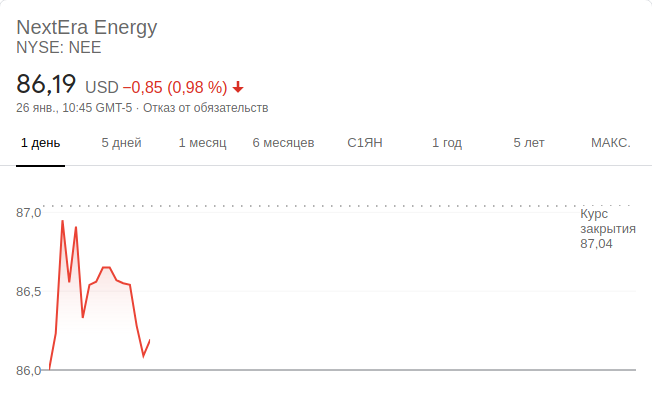 NextEra Energy
NYSE: NEE
86,19 USD −0,85 (0,98 %)
26 янв., 10:45 GMT-5 · Отказ от обязательств
1 день 5 дней 1 месяц 6 месяцев С1ЯН 1 год 5 лет МАКС.
87,0
Курс
закрытия
87,04
86,5
86,0